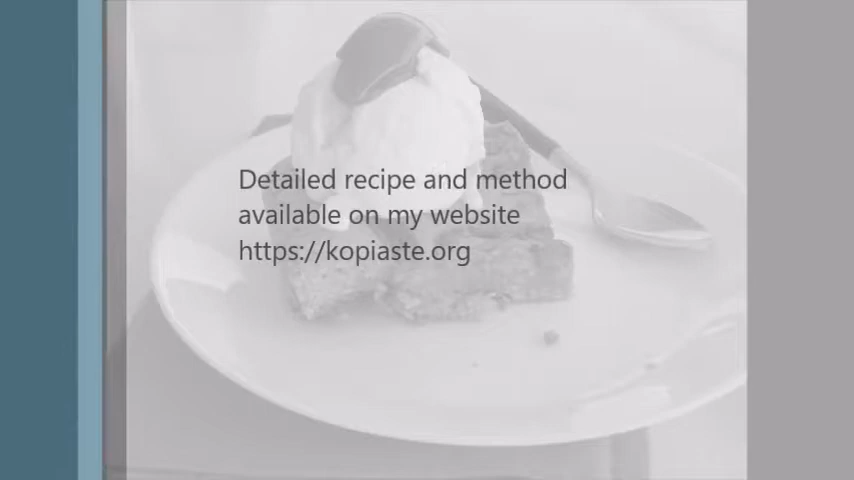 Detailed recipe and method
available on my website
https://kopiaste.org